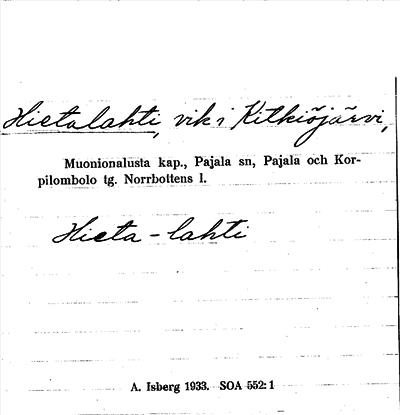 Hietalahti, vik i Kitkiöjärvi,
Muonionalusta kap., Pajala sn, Pajala och Kor-
pilombolo tg. Norrbottens l.
Hieta - lahti
A. Isberg 1933. SOA 552: 1